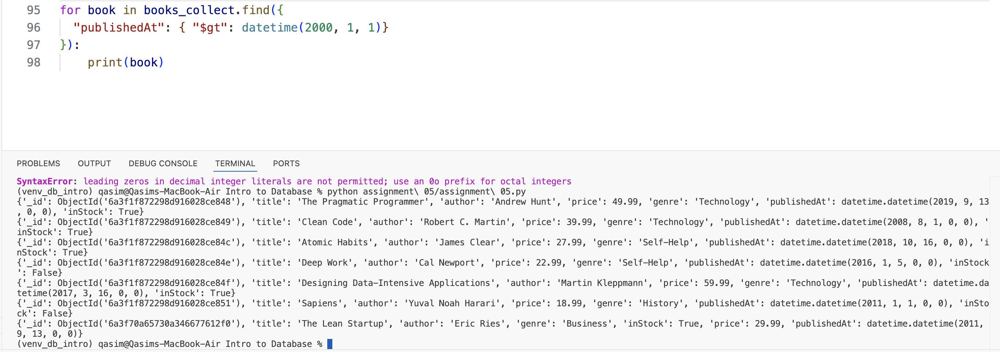 95 for book in books_collect.find({
96 "publishedAt": { "$gt": datetime(2000, 1, 1)}
97 }):
98 print(book)
PROBLEMS OUTPUT DEBUG CONSOLE TERMINAL PORTS
SyntaxError: leading zeros in decimal integer literals are not permitted; use an 0o prefix for octal integers
(venv_db_intro) qasim@Qasims-MacBook-Air Intro to Database % python assignment\ 05/assignment\ 05.py
{'_id': ObjectId('6a3f1f872298d916028ce848'), 'title': 'The Pragmatic Programmer', 'author': 'Andrew Hunt', 'price': 49.99, 'genre': 'Technology', 'publishedAt': datetime.datetime(2019, 9, 13
, 0, 0), 'inStock': True}
{'_id': ObjectId('6a3f1f872298d916028ce849'), 'title': 'Clean Code', 'author': 'Robert C. Martin', 'price': 39.99, 'genre': 'Technology', 'publishedAt': datetime.datetime(2008, 8, 1, 0, 0), '
inStock': True}
{'_id': ObjectId('6a3f1f872298d916028ce84c'), 'title': 'Atomic Habits', 'author': 'James Clear', 'price': 27.99, 'genre': 'Self-Help', 'publishedAt': datetime.datetime(2018, 10, 16, 0, 0), 'i
nStock': True}
{'_id': ObjectId('6a3f1f872298d916028ce84e'), 'title': 'Deep Work', 'author': 'Cal Newport', 'price': 22.99, 'genre': 'Self-Help', 'publishedAt': datetime.datetime(2016, 1, 5, 0, 0), 'inStock
': False}
{'_id': ObjectId('6a3f1f872298d916028ce84f'), 'title': 'Designing Data-Intensive Applications', 'author': 'Martin Kleppmann', 'price': 59.99, 'genre': 'Technology', 'publishedAt': datetime.da
tetime(2017, 3, 16, 0, 0), 'inStock': True}
{'_id': ObjectId('6a3f1f872298d916028ce851'), 'title': 'Sapiens', 'author': 'Yuval Noah Harari', 'price': 18.99, 'genre': 'History', 'publishedAt': datetime.datetime(2011, 1, 1, 0, 0), 'inSto
ck': False}
{'_id': ObjectId('6a3f70a65730a346677612f0'), 'title': 'The Lean Startup', 'author': 'Eric Ries', 'genre': 'Business', 'inStock': True, 'price': 29.99, 'publishedAt': datetime.datetime(2011,
9, 13, 0, 0)}
(venv_db_intro) qasim@Qasims-MacBook-Air Intro to Database %